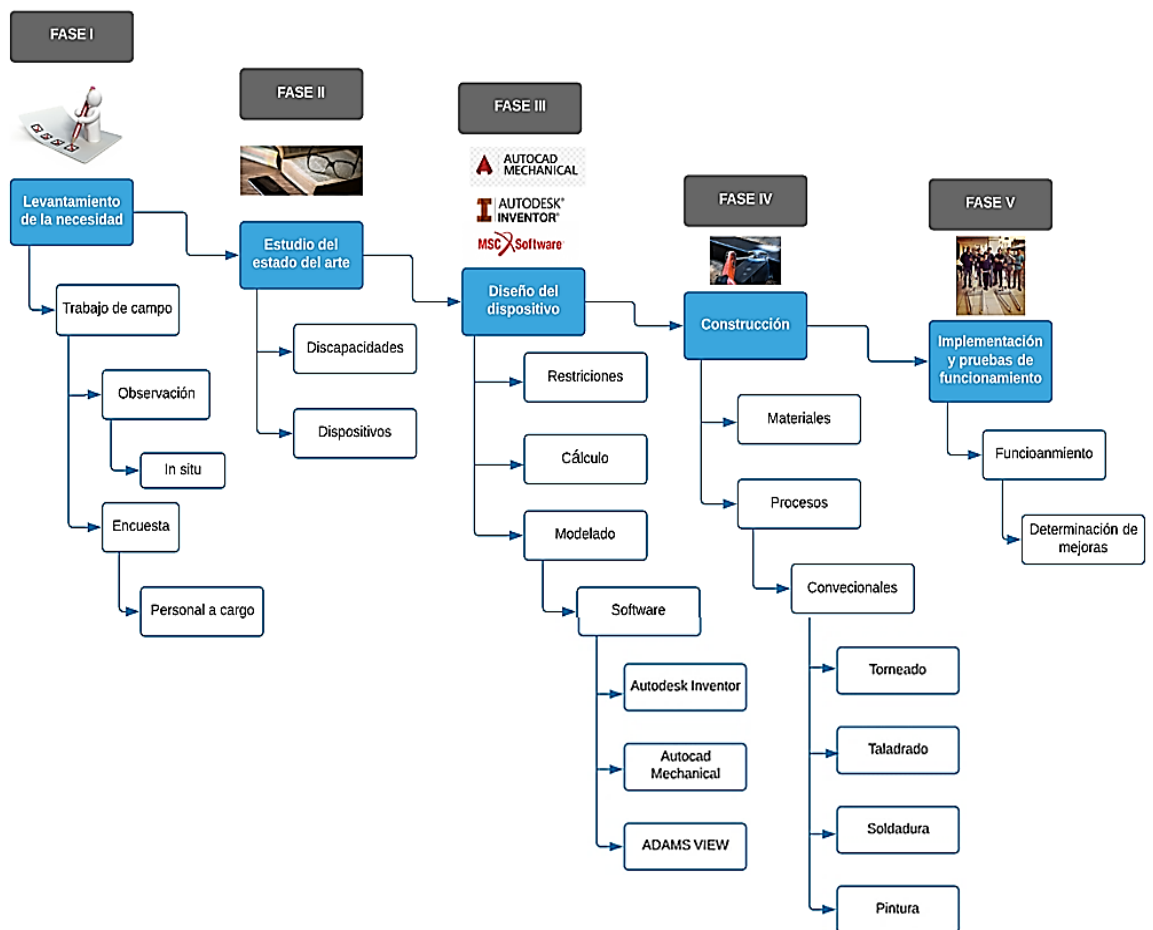 FASE I
Levantamiento
de la necesidad
Trabajo de campo
Observación
In situ
Encuesta
Personal a cargo
FASE II
Estudio del
estado del arte
Discapacidades
Dispositivos
FASE III
AUTOCAD
MECHANICAL
AUTODESK®
INVENTOR®
MSC Software
Diseño del
dispositivo
Restriciones
Cálculo
Modelado
Software
Autodesk Inventor
Autocad
Mechanical
ADAMS VIEW
FASE IV
Construcción
Materiales
Procesos
Convecionales
Torneado
Taladrado
Soldadura
Pintura
FASE V
Implementación
y pruebas de
funcionamiento
Funcioanmiento
Determinación de
mejoras